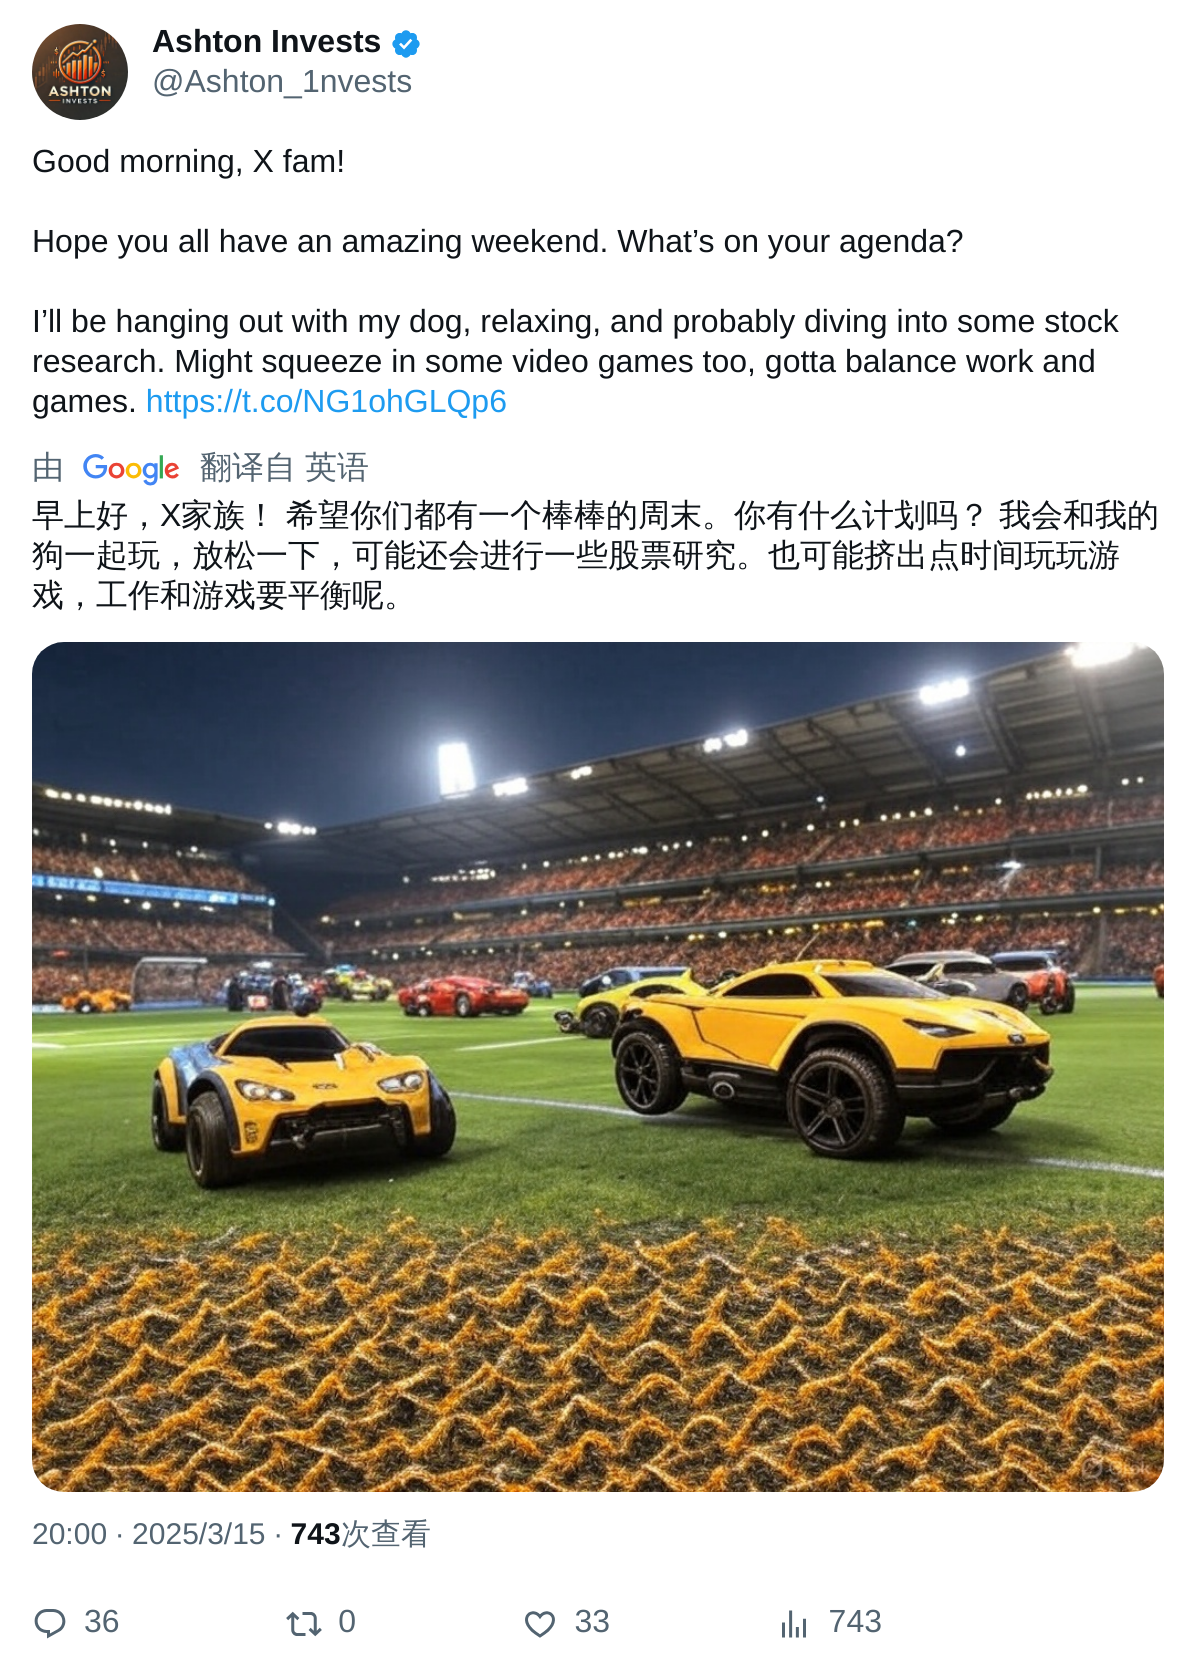 ASHTON
INVESTS
Ashton Invests
@Ashton_1nvests
Good morning, X fam!
Hope you all have an amazing weekend. What’s on your agenda?
I’ll be hanging out with my dog, relaxing, and probably diving into some stock
research. Might squeeze in some video games too, gotta balance work and
games. https://t.co/NG1ohGLQp6
由 Google 翻译自 英语
早上好，X家族！ 希望你们都有一个棒棒的周末。你有什么计划吗？ 我会和我的
狗一起玩，放松一下，可能还会进行一些股票研究。也可能挤出点时间玩玩游
戏，工作和游戏要平衡呢。
20:00 · 2025/3/15 · 743次查看
36 0 33 743